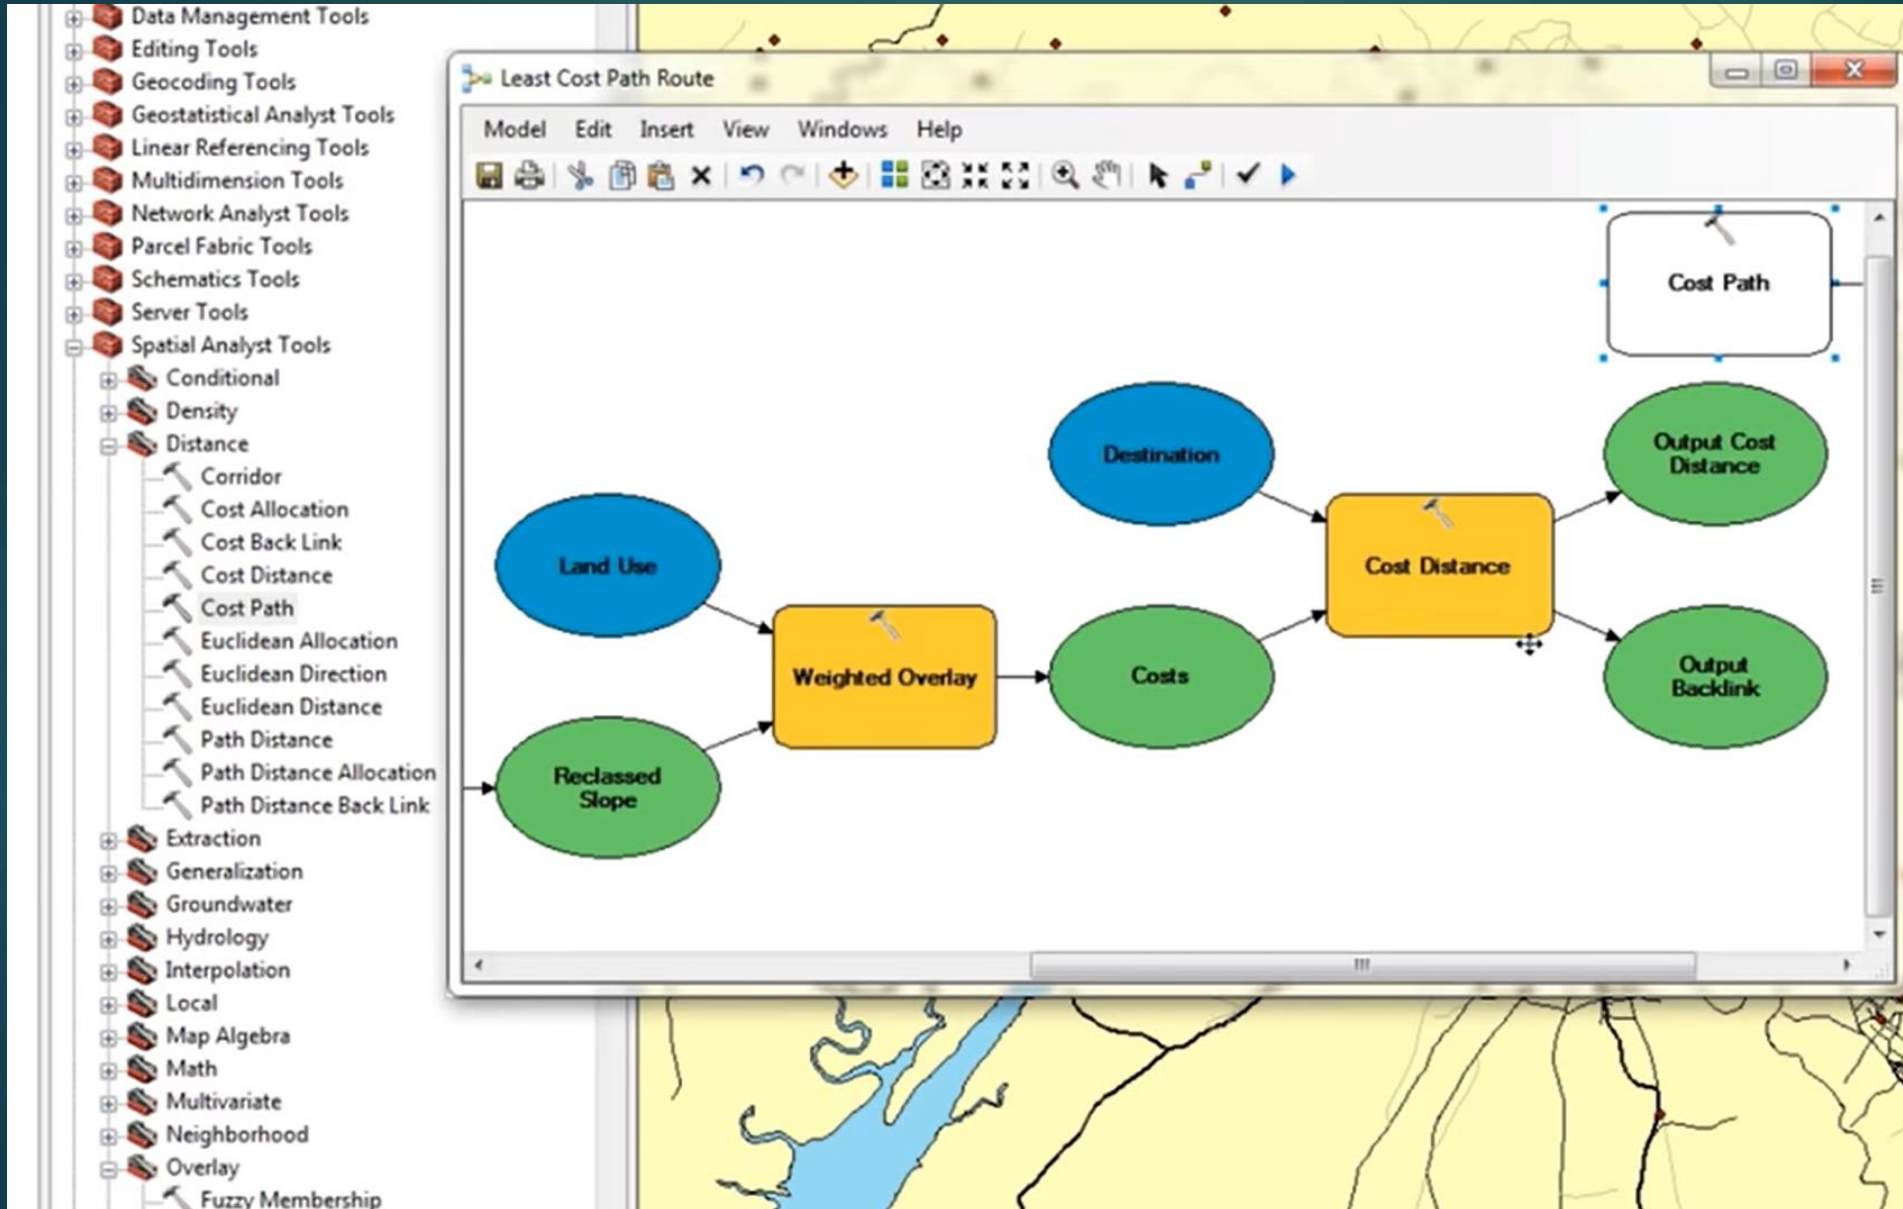 Data Management Tools
Editing Tools
Geocoding Tools
Geostatistical Analyst Tools
Linear Referencing Tools
Multidimension Tools
Network Analyst Tools
Parcel Fabric Tools
Schematics Tools
Server Tools
Spatial Analyst Tools
Conditional
Density
Distance
Corridor
Cost Allocation
Cost Back Link
Cost Distance
Cost Path
Euclidean Allocation
Euclidean Direction
Euclidean Distance
Path Distance
Path Distance Allocation
Path Distance Back Link
Extraction
Generalization
Groundwater
Hydrology
Interpolation
Local
Map Algebra
Math
Multivariate
Neighborhood
Overlay
Fuzzy Membership
Least Cost Path Route
Model Edit Insert View Windows Help
Cost Path
Destination
Output Cost
Distance
Land Use
Cost Distance
Weighted Overlay
Costs
Output
Backlink
Reclassed
Slope